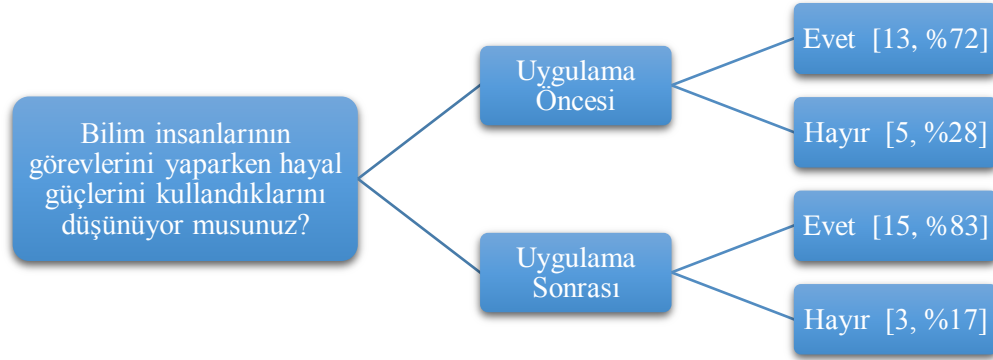 Bilim insanlarının
görevlerini yaparken hayal
güçlerini kullandıklarını
düşünüyor musunuz?
Uygulama
Öncesi
Evet [13, %72]
Hayır [5, %28]
Uygulama
Sonrası
Evet [15, %83]
Hayır [3, %17]